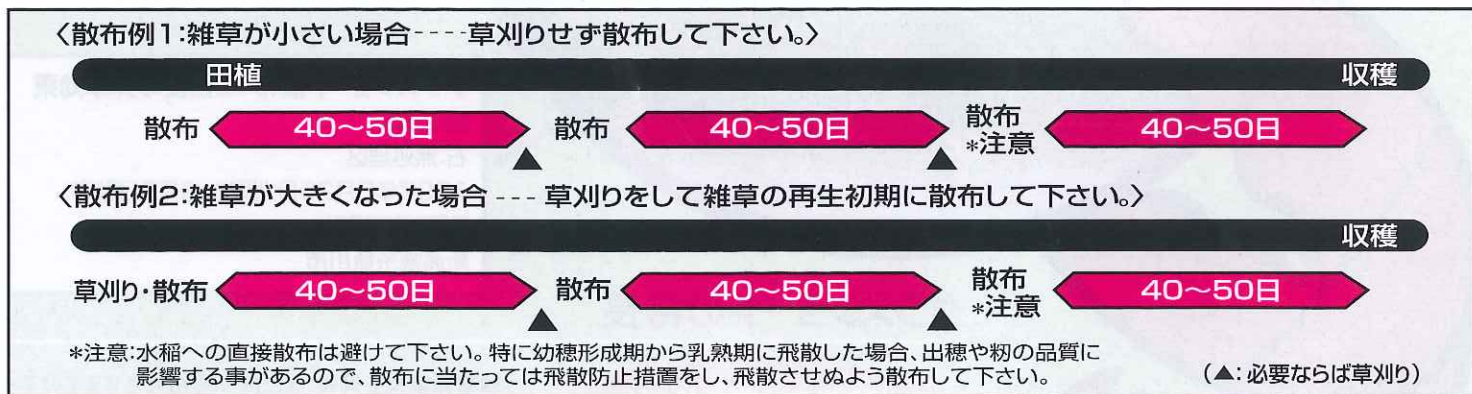 〈散布例1:雑草が小さい場合----草刈りせず散布して下さい。〉
田植 収穫
散布 40〜50日 散布 40〜50日 散布 *注意 40〜50日
〈散布例2:雑草が大きくなった場合 --- 草刈りをして雑草の再生初期に散布して下さい。〉
収穫
草刈り・散布 40〜50日 散布 40〜50日 散布 *注意 40〜50日
*注意:水稲への直接散布は避けて下さい。特に幼穂形成期から乳熟期に飛散した場合、出穂や籾の品質に
影響する事があるので、散布に当たっては飛散防止措置をし、飛散させぬよう散布して下さい。 (▲:必要ならば草刈り)